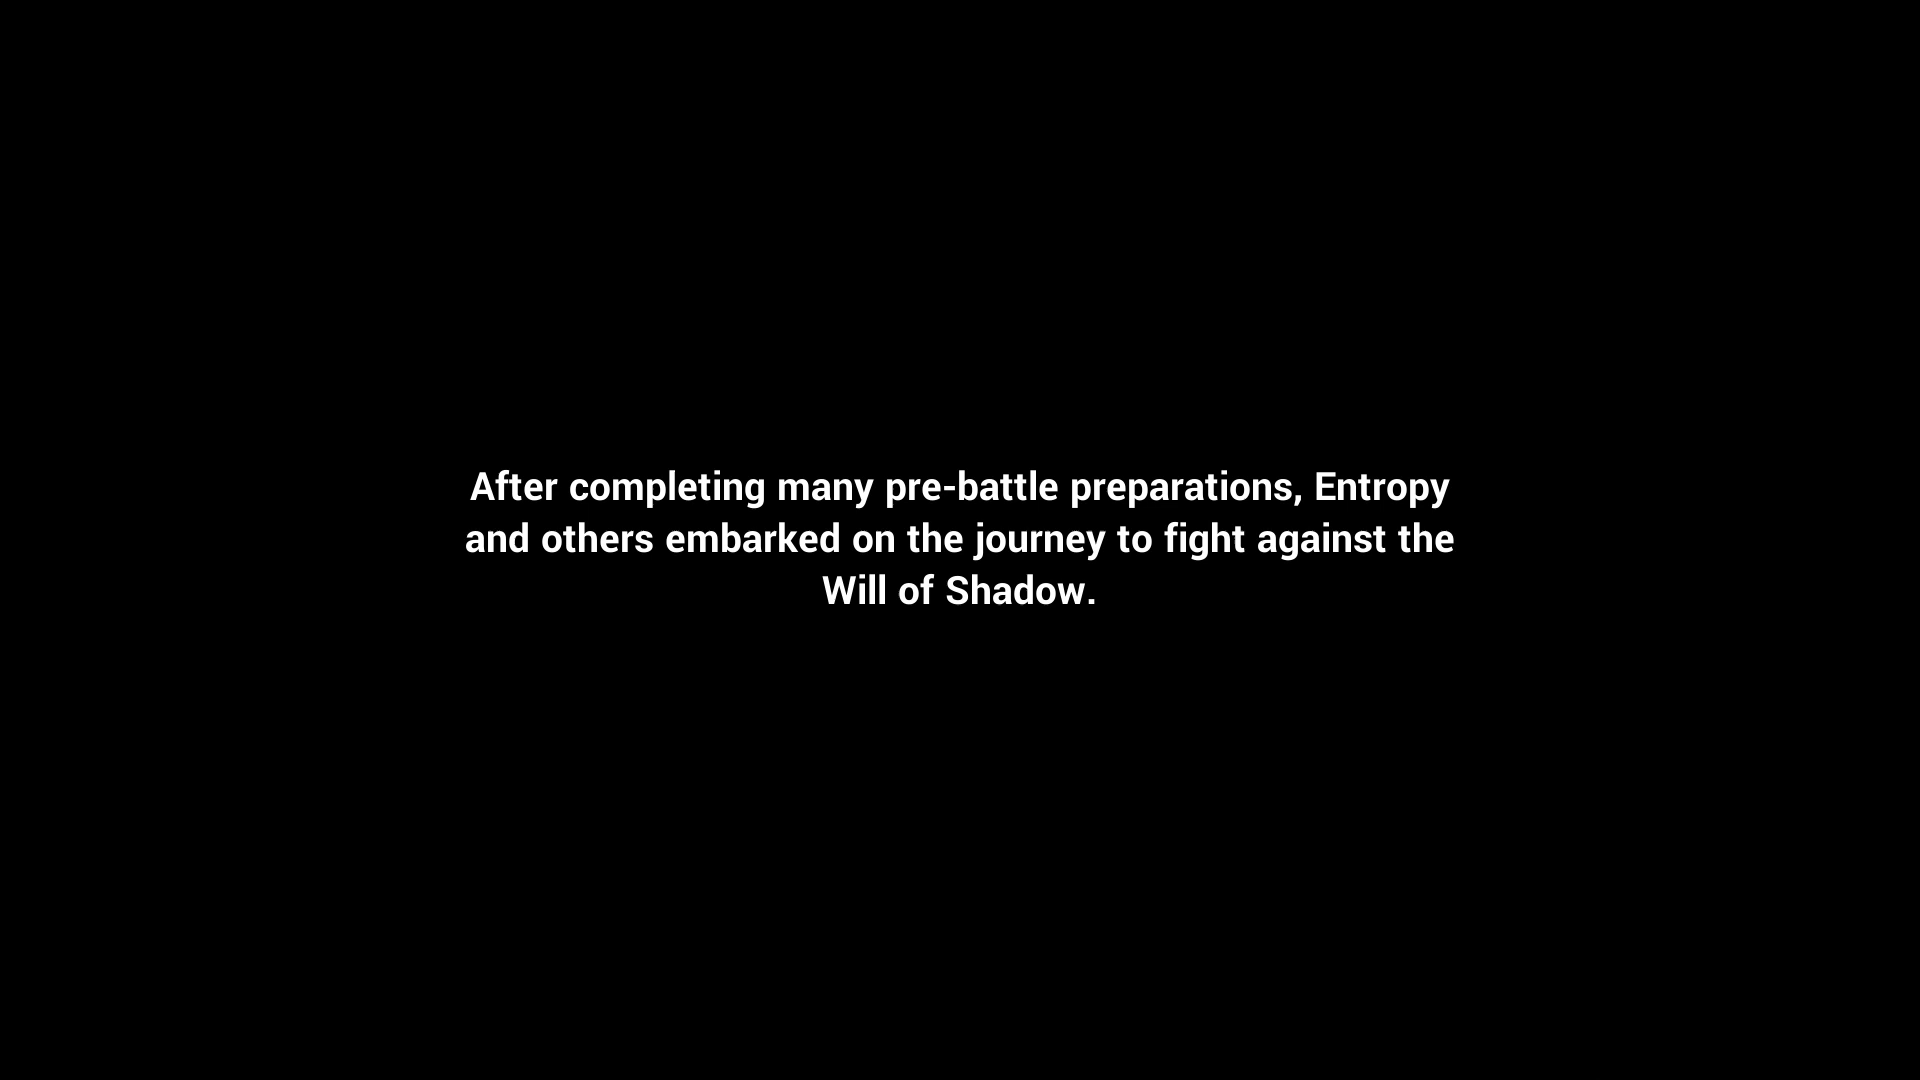 After completing many pre-battle preparations, Entropy
and others embarked on the journey to fight against the
Will of Shadow.